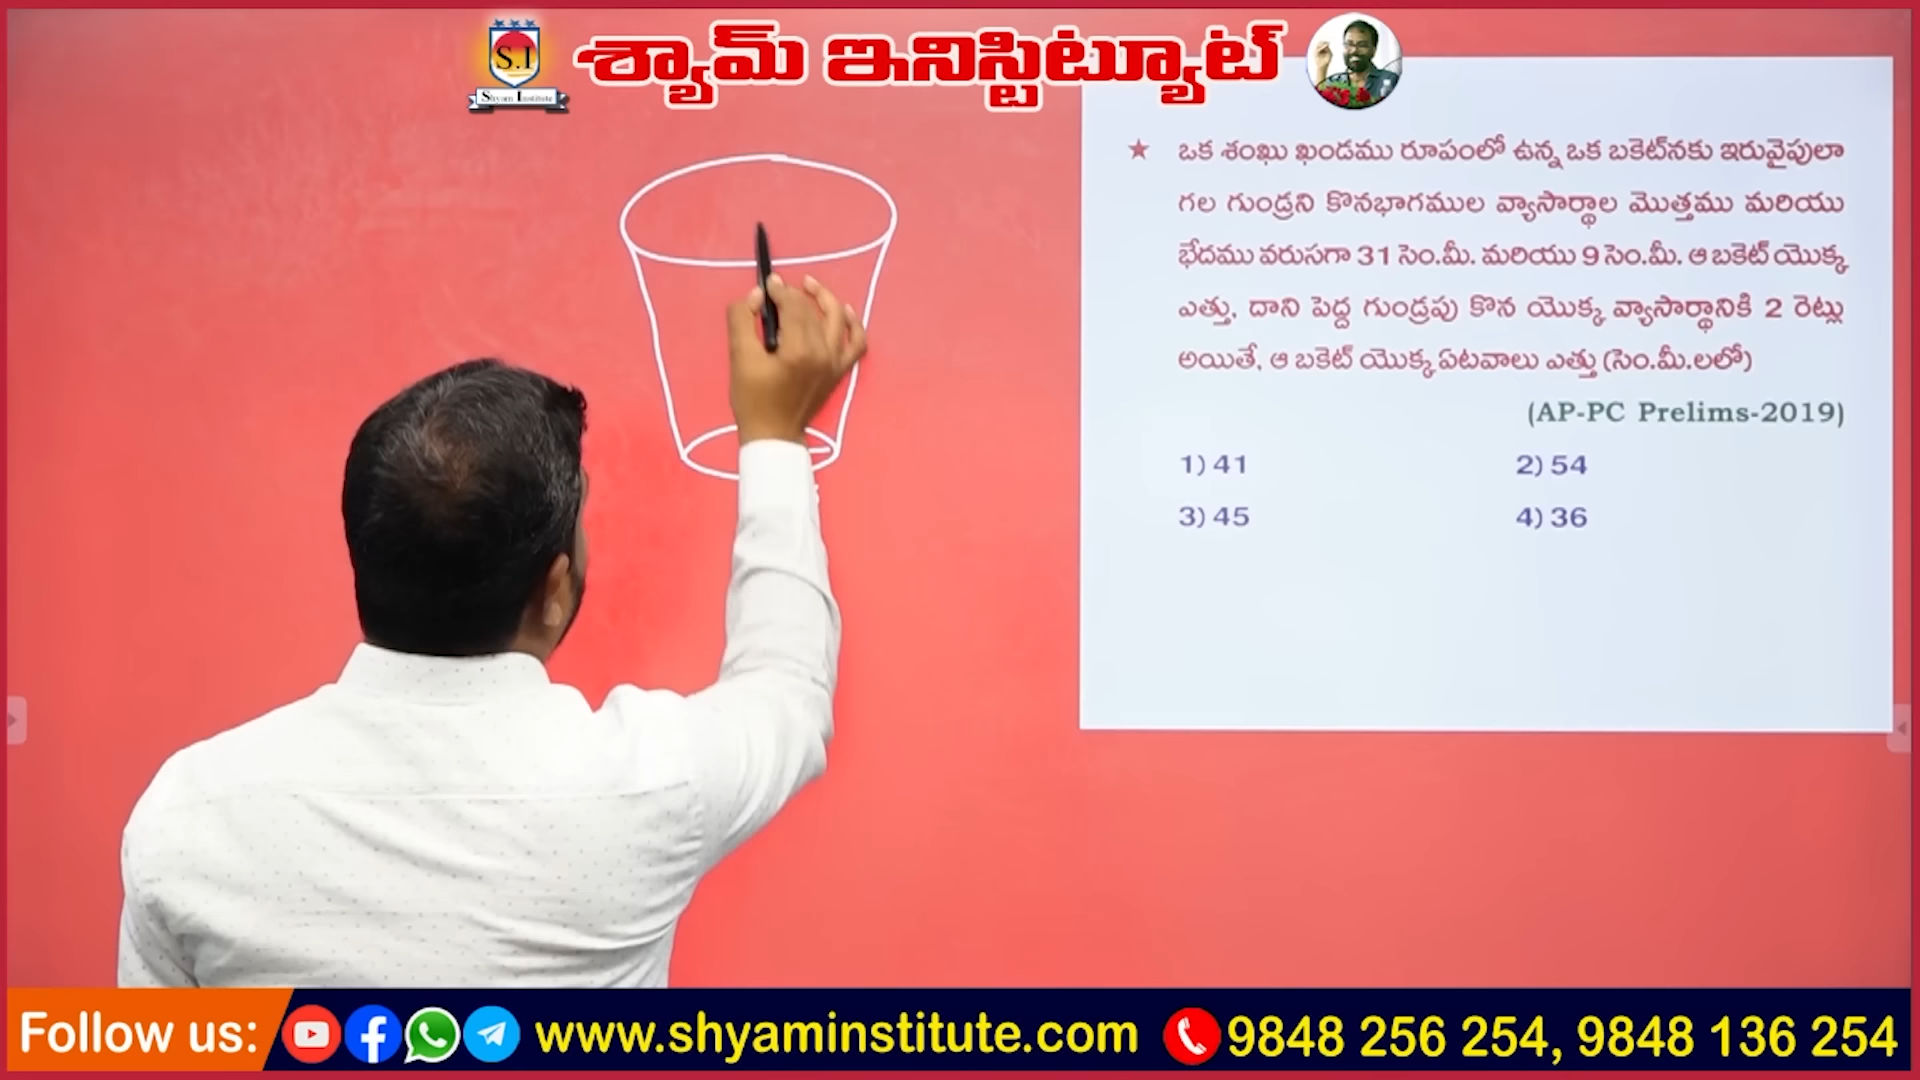 S.I
Shyam Institute
శ్యామ్ ఇనిస్టిట్యూట్
★ ఒక శంఖు ఖండము రూపంలో ఉన్న ఒక బకెట్‌నకు ఇరువైపులా
గల గుండ్రని కొనభాగముల వ్యాసార్థాల మొత్తము మరియు
భేదము వరుసగా 31 సెం.మీ. మరియు 9 సెం.మీ. ఆ బకెట్ యొక్క
ఎత్తు, దాని పెద్ద గుండ్రపు కొన యొక్క వ్యాసార్థానికి 2 రెట్లు
అయితే, ఆ బకెట్ యొక్క ఏటవాలు ఎత్తు (సెం.మీ.లలో)
(AP-PC Prelims-2019)
1) 41 2) 54
3) 45 4) 36
Follow us: www.shyaminstitute.com 9848 256 254, 9848 136 254